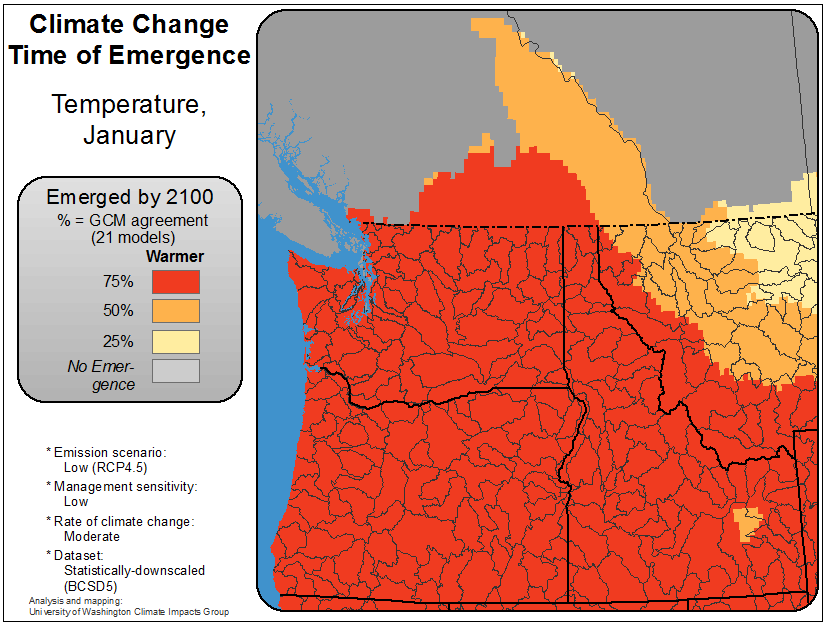 Climate Change
Time of Emergence
Temperature,
January
Emerged by 2100
% = GCM agreement
(21 models)
Warmer
75%
50%
25%
No Emer-
gence
* Emission scenario:
Low (RCP4.5)
* Management sensitivity:
Low
* Rate of climate change:
Moderate
* Dataset:
Statistically-downscaled
(BCSD5)
Analysis and mapping:
University of Washington Climate Impacts Group